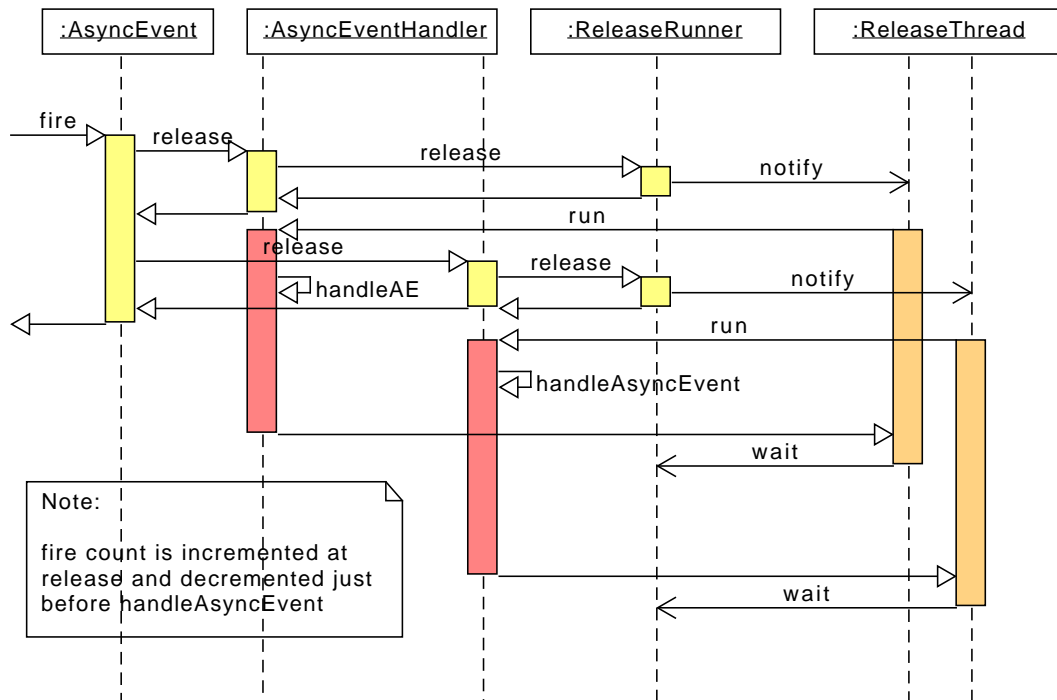 :AsyncEvent
:AsyncEventHandler
:ReleaseRunner
:ReleaseThread
fire
release
release
notify
run
release
release
handleAE
notify
run
handleAsyncEvent
wait
Note:
fire count is incremented at
release and decremented just
before handleAsyncEvent
wait